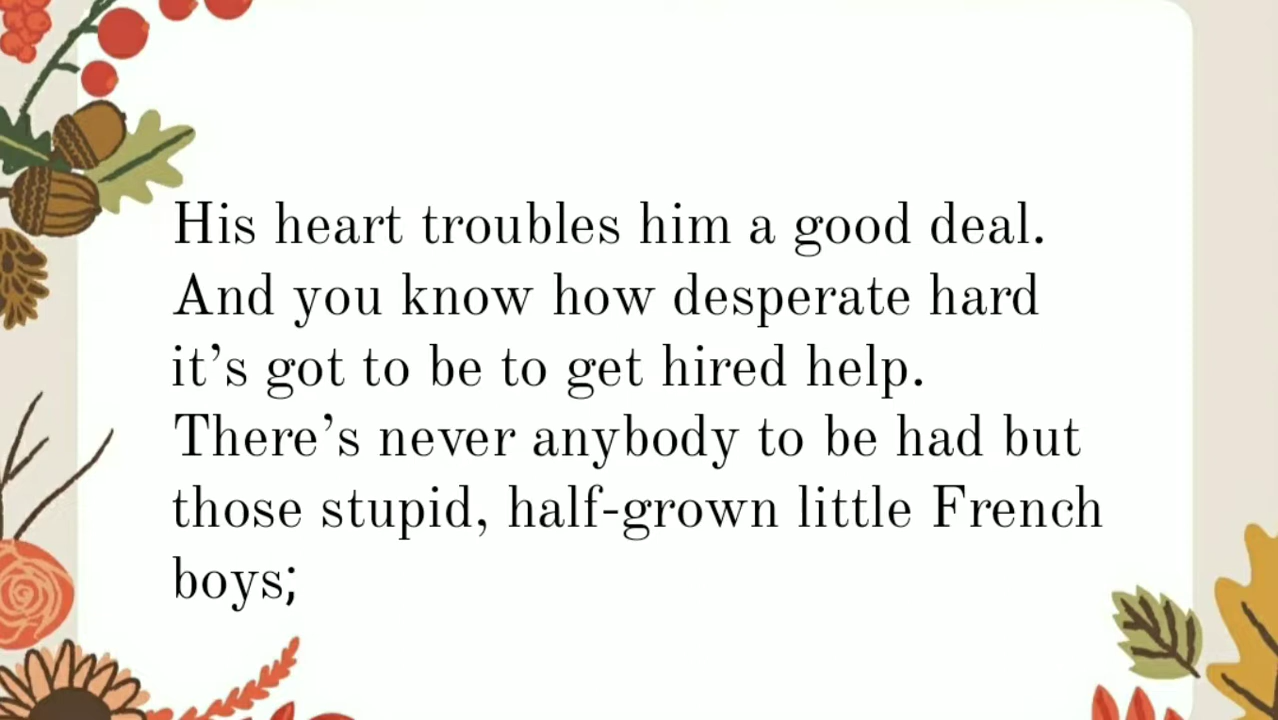 His heart troubles him a good deal.
And you know how desperate hard
it’s got to be to get hired help.
There’s never anybody to be had but
those stupid, half-grown little French
boys;